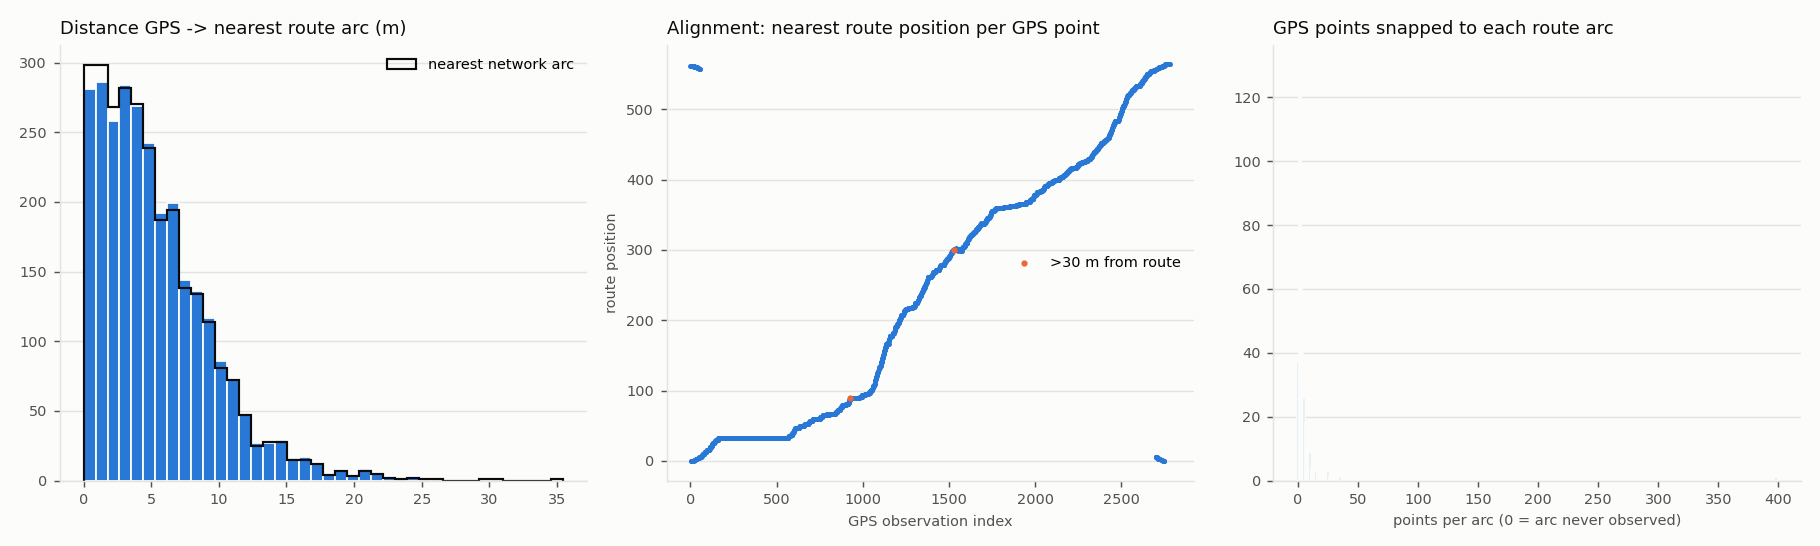 Distance GPS -> nearest route arc (m)
nearest network arc
300
250
200
150
100
50
0
0 5 10 15 20 25 30 35
Alignment: nearest route position per GPS point
route position
500
400
300
200
100
0
>30 m from route
0 500 1000 1500 2000 2500
GPS observation index
GPS points snapped to each route arc
120
100
80
60
40
20
0
0 50 100 150 200 250 300 350 400
points per arc (0 = arc never observed)